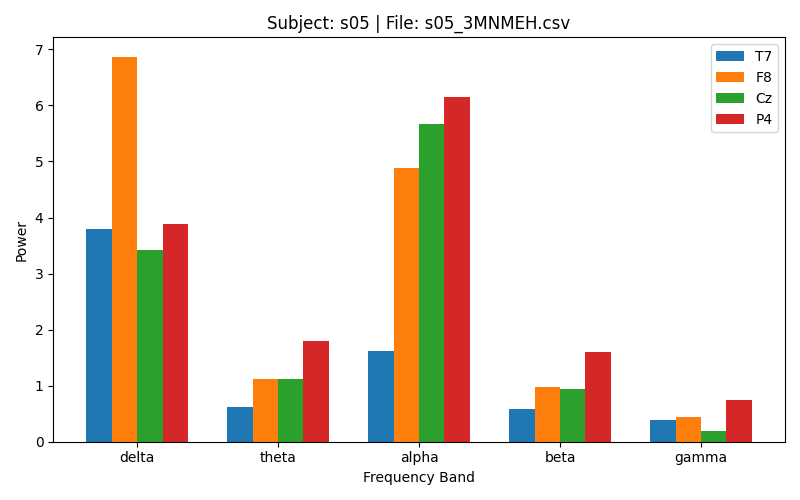 Subject: s05 | File: s05_3MNMEH.csv
7
6
5
4
3
2
1
0
Power
T7
F8
Cz
P4
delta theta alpha beta gamma
Frequency Band